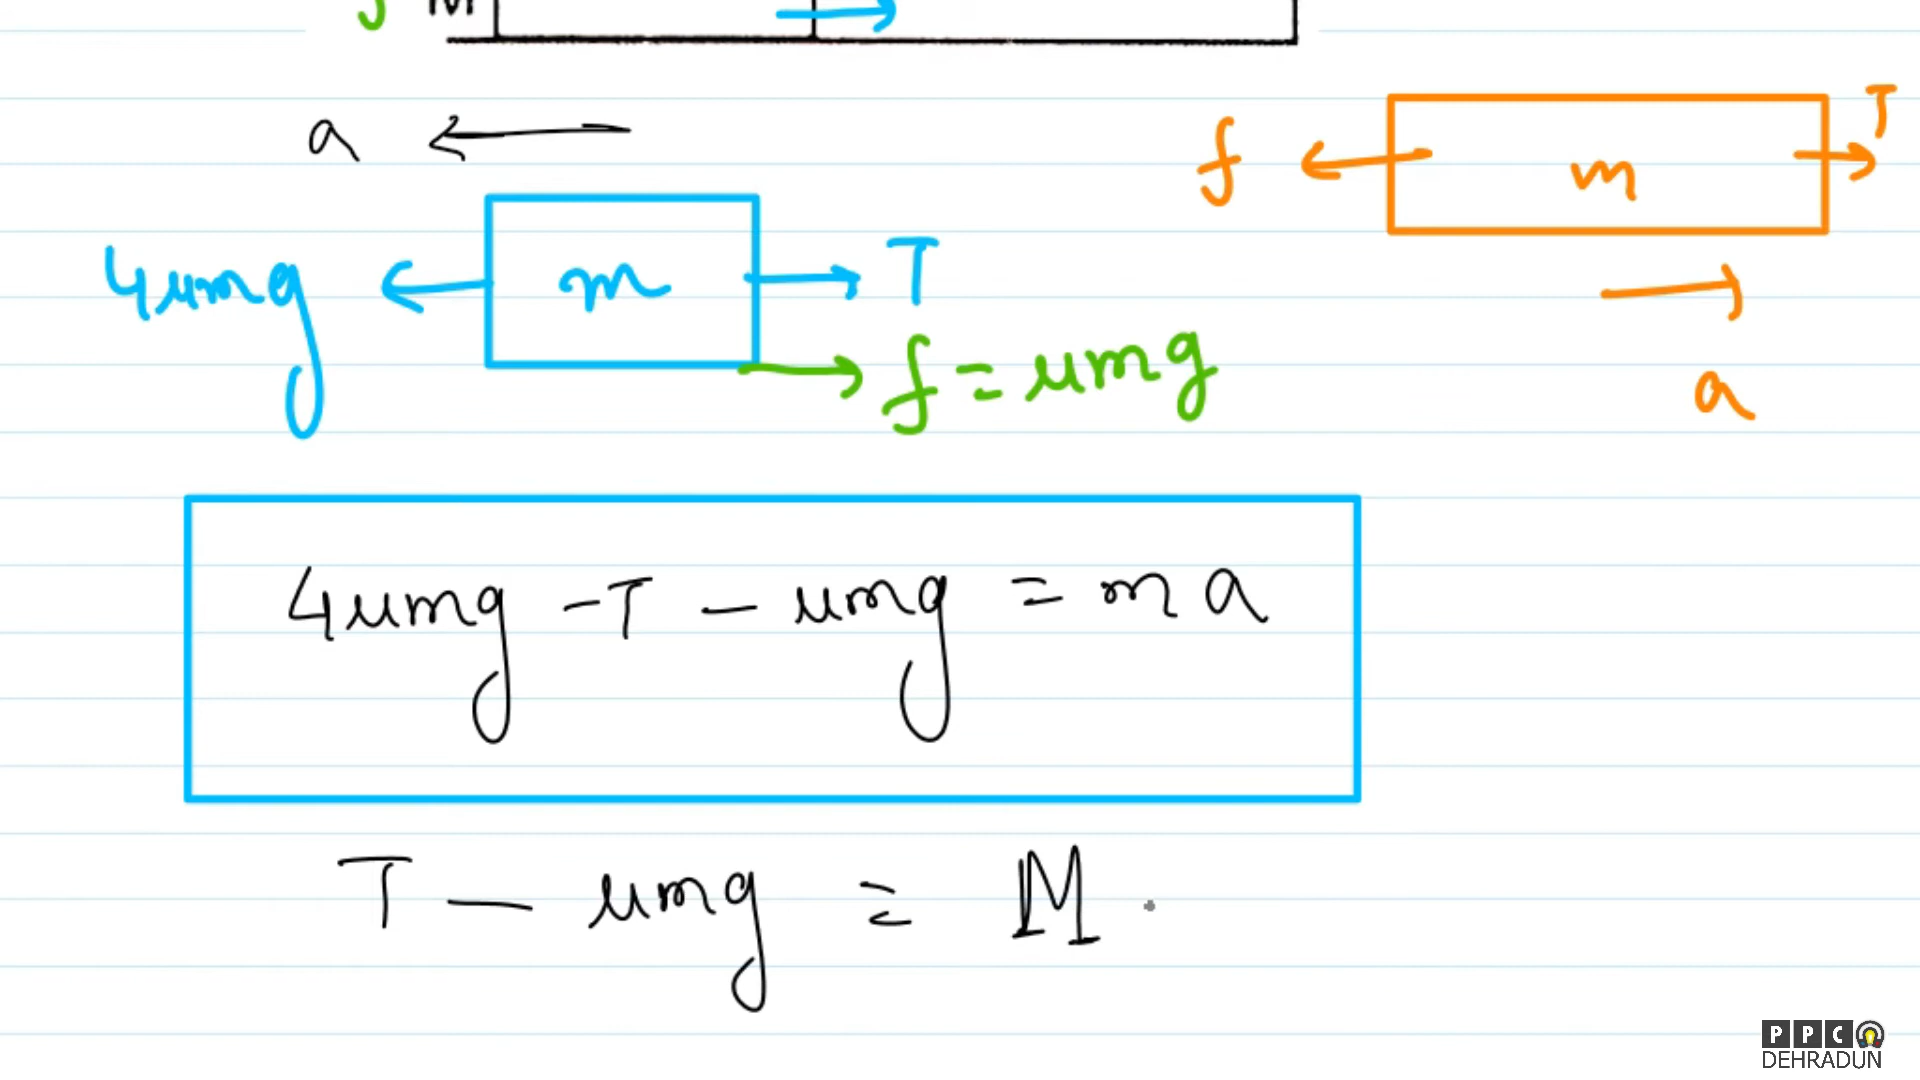 M
a
f
m
T
4μmg
m
T
f = μmg
a
4μmg - T - μmg = ma
T - μmg = M
PPC
DEHRADUN